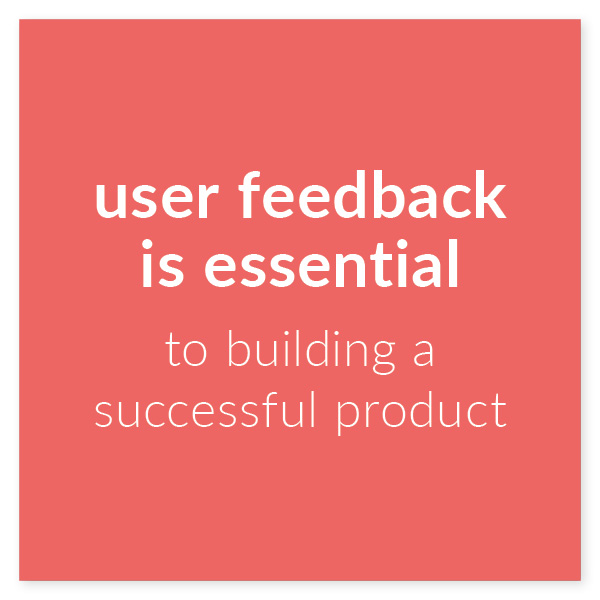 user feedback
is essential
to building a
successful product